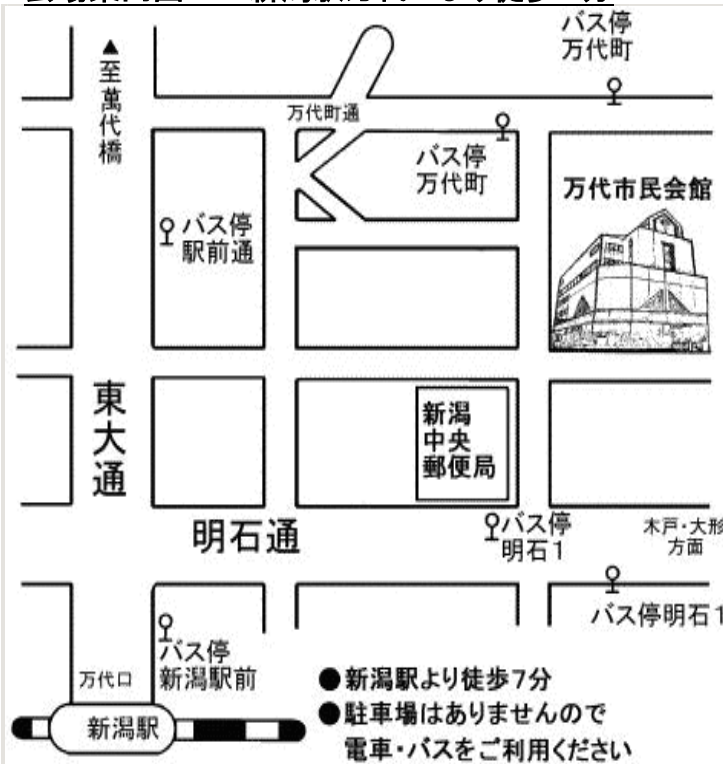 バス停
万代町
▲至萬代橋
万代町通
バス停
万代町
万代市民会館
バス停
駅前通
東大通
新潟
中央
郵便局
明石通
バス停
明石1
木戸・大形
方面
バス停明石1
バス停
新潟駅前
万代口
新潟駅
●新潟駅より徒歩7分
●駐車場はありませんので
電車・バスをご利用ください